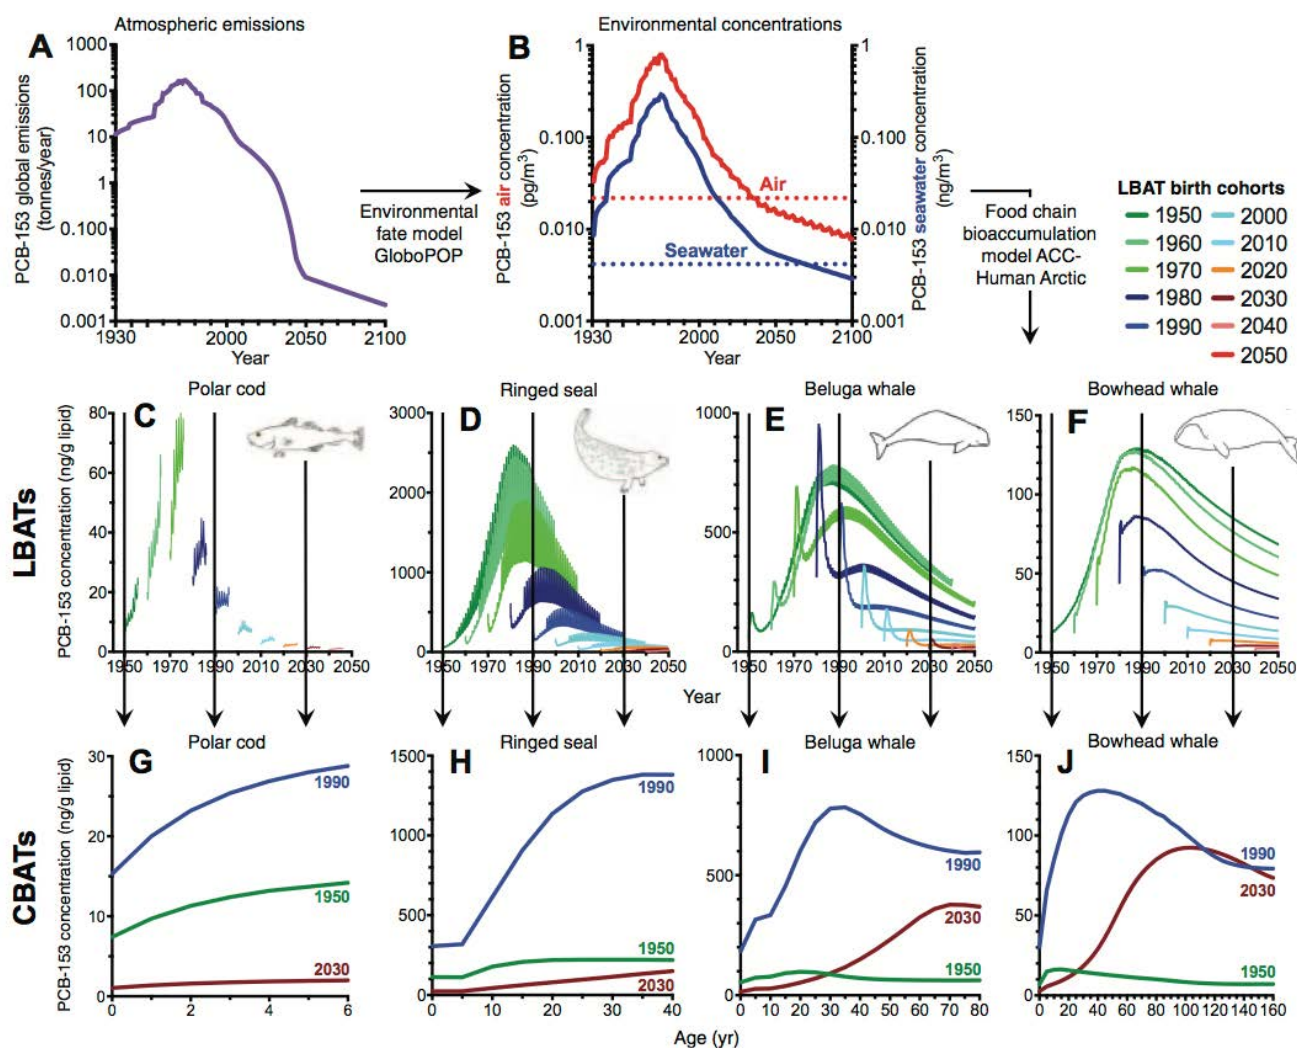 Atmospheric emissions
A
PCB-153 global emissions
(tonnes/year)
1000
100
10
1
0.100
0.010
0.001
1930
2000
2050
2100
Year
Environmental
fate model
GloboPOP
Environmental concentrations
B
PCB-153 air concentration
(pg/m³)
1
0.100
0.010
0.001
Air
Seawater
1930
2000
2050
2100
Year
1
0.100
0.010
0.001
PCB-153 seawater concentration
(ng/m³)
Food chain
bioaccumulation
model ACC-
Human Arctic
LBAT birth cohorts
1950
1960
1970
1980
1990
2000
2010
2020
2030
2040
2050
LBATs
PCB-153 concentration (ng/g lipid)
Polar cod
C
80
60
40
20
0
1950
1970
1990
2010
2030
2050
Ringed seal
D
3000
2000
1000
0
1950
1970
1990
2010
2030
2050
Beluga whale
E
1000
500
0
1950
1970
1990
2010
2030
2050
Bowhead whale
F
150
100
50
0
1950
1970
1990
2010
2030
2050
Year
CBATs
PCB-153 concentration (ng/g lipid)
Polar cod
G
30
20
10
0
1990
1950
2030
0
2
4
6
Ringed seal
H
1500
1000
500
0
1990
1950
2030
0
10
20
30
40
Beluga whale
I
1000
500
0
1990
2030
1950
0
10
20
30
40
50
60
70
80
Bowhead whale
J
150
100
50
0
1990
2030
1950
0
20
40
60
80
100
120
140
160
Age (yr)